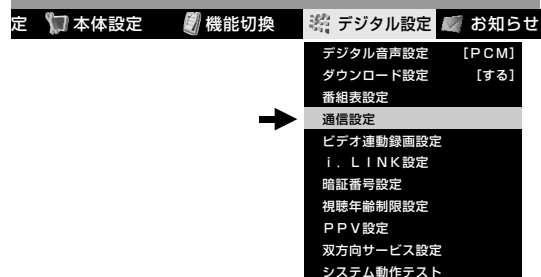 定 本体設定 機能切換 デジタル設定 お知らせ
デジタル音声設定 [PCM]
ダウンロード設定 [する]
番組表設定
通信設定
ビデオ連動録画設定
i．LINK設定
暗証番号設定
視聴年齢制限設定
PPV設定
双方向サービス設定
システム動作テスト